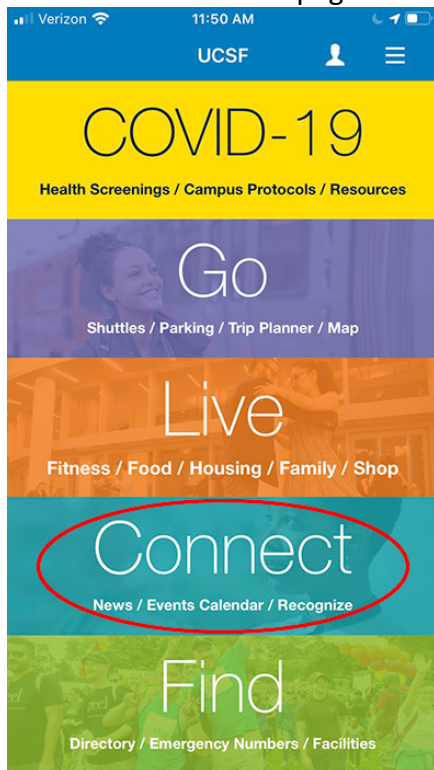 Verizon 11:50 AM
UCSF
COVID-19
Health Screenings / Campus Protocols / Resources
Go
Shuttles / Parking / Trip Planner / Map
Live
Fitness / Food / Housing / Family / Shop
Connect
News / Events Calendar / Recognize
Find
Directory / Emergency Numbers / Facilities